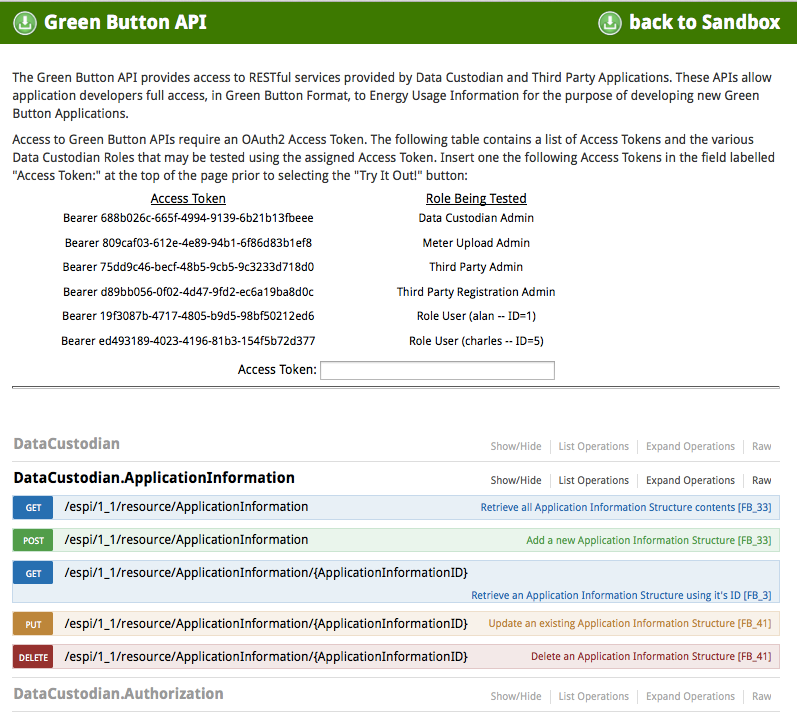 Green Button API back to Sandbox
The Green Button API provides access to RESTful services provided by Data Custodian and Third Party Applications. These APIs allow
application developers full access, in Green Button Format, to Energy Usage Information for the purpose of developing new Green
Button Applications.
Access to Green Button APIs require an OAuth2 Access Token. The following table contains a list of Access Tokens and the various
Data Custodian Roles that may be tested using the assigned Access Token. Insert one the following Access Tokens in the field labelled
"Access Token:" at the top of the page prior to selecting the "Try It Out!" button:
Access Token Role Being Tested
Bearer 688b026c-665f-4994-9139-6b21b13fbeee Data Custodian Admin
Bearer 809caf03-612e-4e89-94b1-6f86d83b1ef8 Meter Upload Admin
Bearer 75dd9c46-becf-48b5-9cb5-9c3233d718d0 Third Party Admin
Bearer d89bb056-0f02-4d47-9fd2-ec6a19ba8d0c Third Party Registration Admin
Bearer 19f3087b-4717-4805-b9d5-98bf50212ed6 Role User (alan -- ID=1)
Bearer ed493189-4023-4196-81b3-154f5b72d377 Role User (charles -- ID=5)
Access Token:
DataCustodian Show/Hide List Operations Expand Operations Raw
DataCustodian.ApplicationInformation Show/Hide List Operations Expand Operations Raw
GET /espi/1_1/resource/ApplicationInformation Retrieve all Application Information Structure contents [FB_33]
POST /espi/1_1/resource/ApplicationInformation Add a new Application Information Structure [FB_33]
GET /espi/1_1/resource/ApplicationInformation/{ApplicationInformationID}
Retrieve an Application Information Structure using it's ID [FB_3]
PUT /espi/1_1/resource/ApplicationInformation/{ApplicationInformationID} Update an existing Application Information Structure [FB_41]
DELETE /espi/1_1/resource/ApplicationInformation/{ApplicationInformationID} Delete an Application Information Structure [FB_41]
DataCustodian.Authorization Show/Hide List Operations Expand Operations Raw